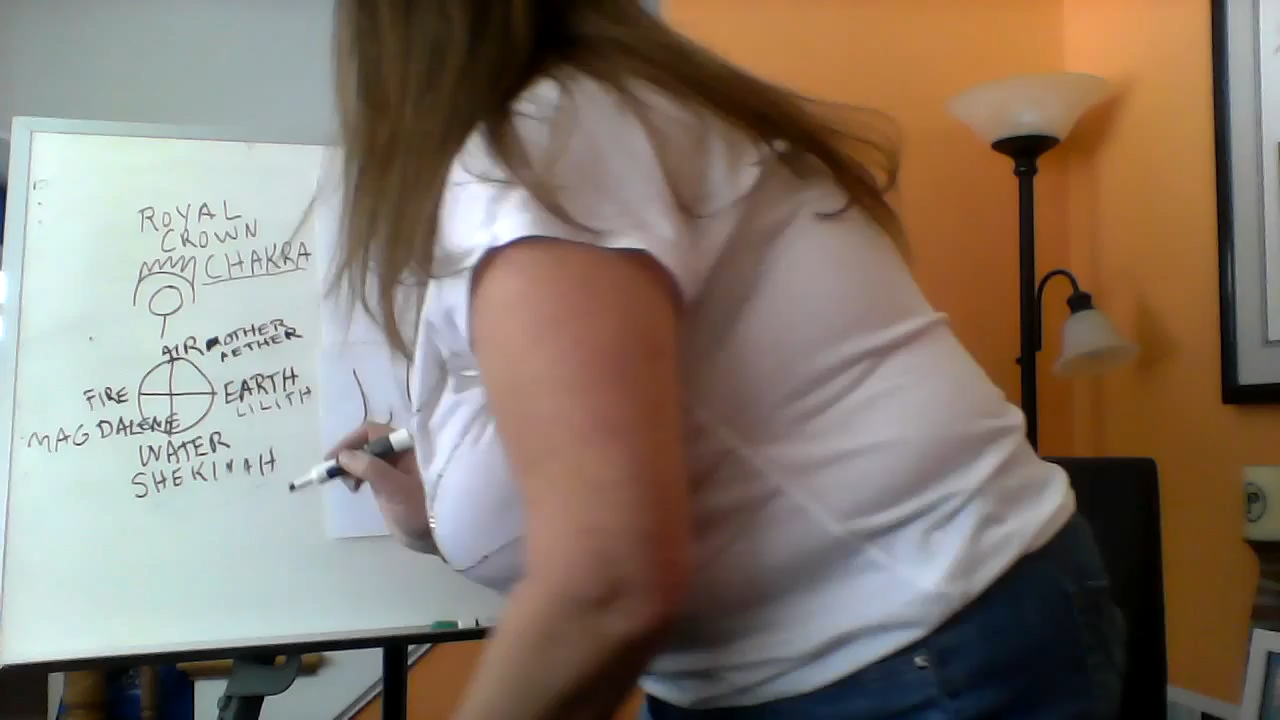 ROYAL
CROWN
CHAKRA
AIR MOTHER
AETHER
FIRE
EARTH
LILITH
MAGDALENE
WATER
SHEKINAH
P